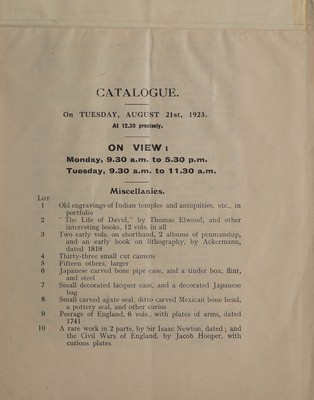 CATALOGUE.
On TUESDAY, AUGUST 21st, 1923.
At 12.30 precisely.
ON VIEW :
Monday, 9.30 a.m. to 5.30 p.m.
Tuesday, 9.30 a.m. to 11.30 a.m.
Miscellanies.
Lot
1 Old engravings of Indian temples and antiquities, etc., in
portfolio
2 "The Life of David," by Thomas Elwood, and other
interesting books, 12 vols. in all
3 Two early vols. on shorthand, 2 albums of penmanship,
and an early book on lithography, by Ackermann,
dated 1819
4 Thirty-three small cut cameos
5 Fifteen others, larger
6 Japanese carved bone pipe case, and a under box, flint,
and steel
7 Small decorated lacquer case, and a decorated Japanese
bag
8 Small carved agate seal, ditto carved Mexican bone head,
a pottery seal, and other curios
9 Peerage of England, 6 vols., with plates of arms, dated
1741
10 A rare work in 2 parts, by Sir Isaac Newton, dated ; and
the Civil Wars of England, by Jacob Hooper, with
curious plates